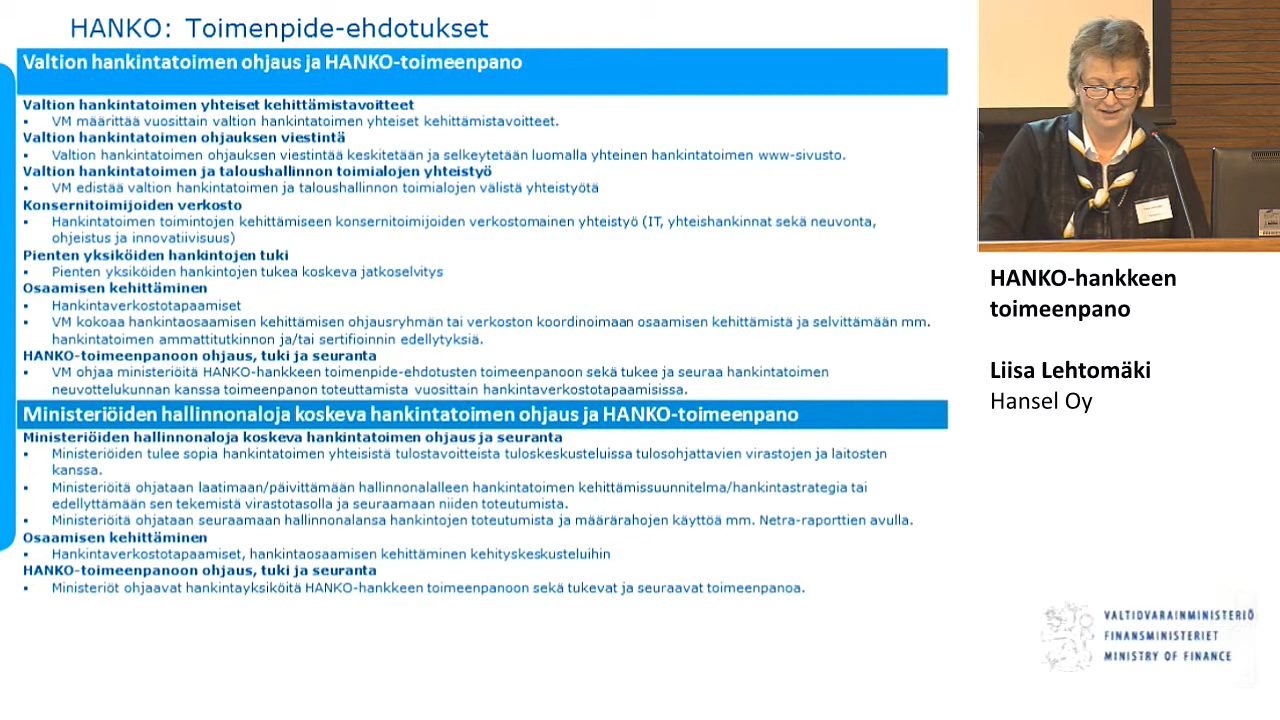 HANKO: Toimenpide-ehdotukset
Valtion hankintatoimen ohjaus ja HANKO-toimeenpano
Valtion hankintatoimen yhteiset kehittämistavoitteet
▪ VM määrittää vuosittain valtion hankintatoimen yhteiset kehittämistavoitteet.
Valtion hankintatoimen ohjauksen viestintä
▪ Valtion hankintatoimen ohjauksen viestintää keskitetään ja selkeytetään luomalla yhteinen hankintatoimen www-sivusto.
Valtion hankintatoimen ja taloushallinnon toimialojen yhteistyö
▪ VM edistää valtion hankintatoimen ja taloushallinnon toimialojen välistä yhteistyötä
Konsernitoimijoiden verkosto
▪ Hankintatoimen toimintojen kehittämiseen konsernitoimijoiden verkostomainen yhteistyö (IT, yhteishankinnat sekä neuvonta,
ohjeistus ja innovatiivisuus)
Pienten yksiköiden hankintojen tuki
▪ Pienten yksiköiden hankintojen tukea koskeva jatkoselvitys
Osaamisen kehittäminen
▪ Hankintaverkostotapaamiset
▪ VM kokoaa hankintaosaamisen kehittämisen ohjausryhmän tai verkoston koordinoimaan osaamisen kehittämistä ja selvittämään mm.
hankintatoimen ammattitutkinnon ja/tai sertifioinnin edellytyksiä.
HANKO-toimeenpanoon ohjaus, tuki ja seuranta
▪ VM ohjaa ministeriöitä HANKO-hankkeen toimenpide-ehdotusten toimeenpanoon sekä tukee ja seuraa hankintatoimen
neuvottelukunnan kanssa toimeenpanon toteuttamista vuosittain hankintaverkostotapaamisissa.
Ministeriöiden hallinnonaloja koskeva hankintatoimen ohjaus ja HANKO-toimeenpano
Ministeriöiden hallinnonaloja koskeva hankintatoimen ohjaus ja seuranta
▪ Ministeriöiden tulee sopia hankintatoimen yhteisistä tulostavoitteista tuloskeskusteluissa tulosohjattavien virastojen ja laitosten
kanssa.
▪ Ministeriöitä ohjataan laatimaan/päivittämään hallinnonalalleen hankintatoimen kehittämissuunnitelma/hankintastrategia tai
edellyttämään sen tekemistä virastotasolla ja seuraamaan niiden toteutumista.
▪ Ministeriöitä ohjataan seuraamaan hallinnonalansa hankintojen toteutumista ja määrärahojen käyttöä mm. Netra-raporttien avulla.
Osaamisen kehittäminen
▪ Hankintaverkostotapaamiset, hankintaosaamisen kehittäminen kehityskeskusteluihin
HANKO-toimeenpanoon ohjaus, tuki ja seuranta
▪ Ministeriöt ohjaavat hankintayksiköitä HANKO-hankkeen toimeenpanoon sekä tukevat ja seuraavat toimeenpanoa.
HANKO-hankkeen
toimeenpano
Liisa Lehtomäki
Hansel Oy
VALTIOVARAINMINISTERIÖ
FINANSMINISTERIET
MINISTRY OF FINANCE